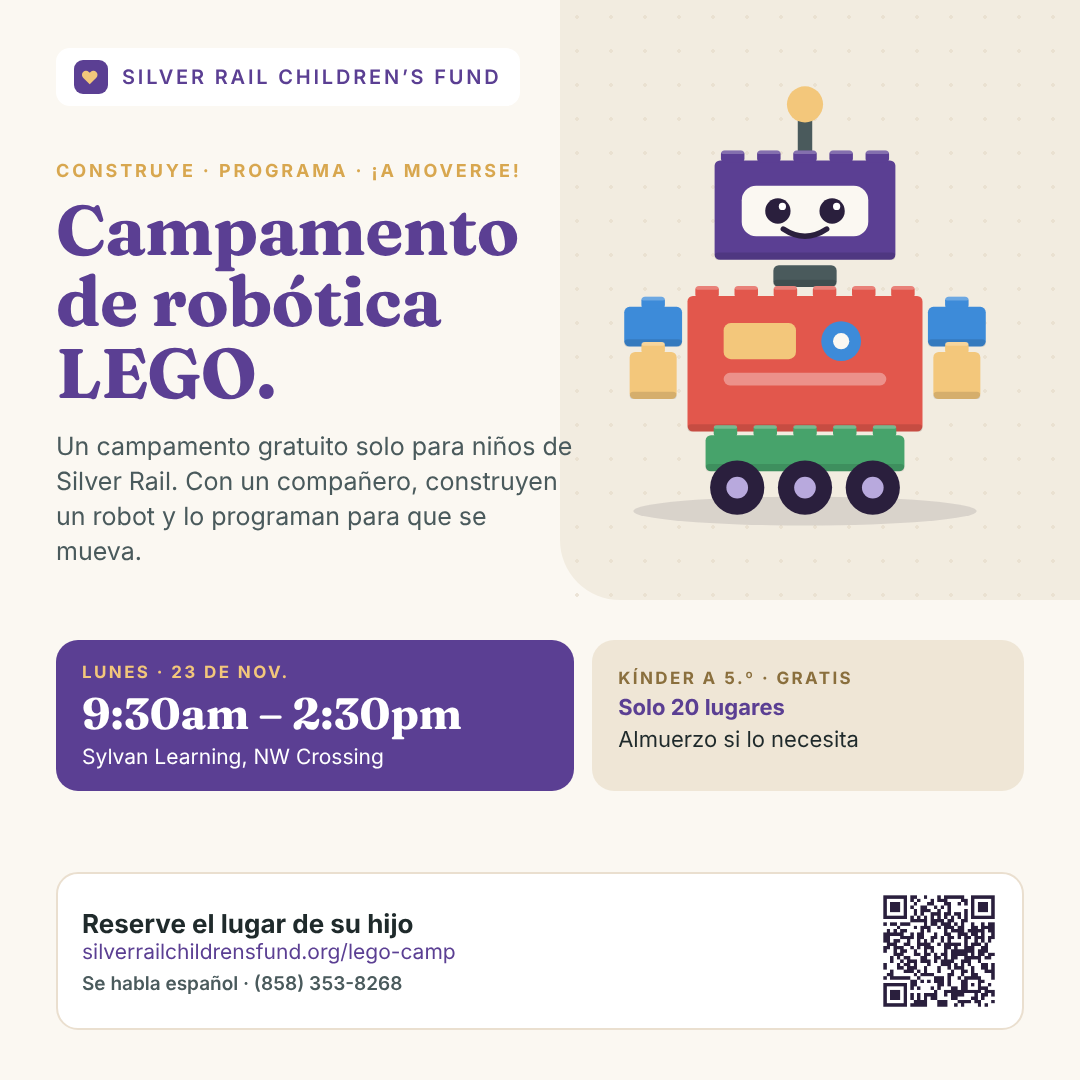 SILVER RAIL CHILDREN’S FUND
CONSTRUYE · PROGRAMA · ¡A MOVERSE!
Campamento
de robótica
LEGO.
Un campamento gratuito solo para niños de
Silver Rail. Con un compañero, construyen
un robot y lo programan para que se
mueva.
LUNES · 23 DE NOV.
9:30am – 2:30pm
Sylvan Learning, NW Crossing
KÍNDER A 5.º · GRATIS
Solo 20 lugares
Almuerzo si lo necesita
Reserve el lugar de su hijo
silverrailchildrensfund.org/lego-camp
Se habla español · (858) 353-8268